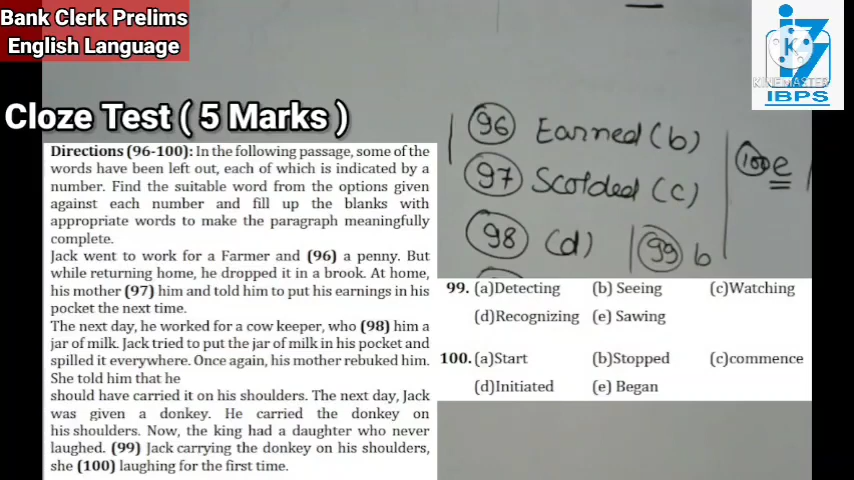 Bank Clerk Prelims
English Language
K
KINEMASTER
IBPS
Cloze Test ( 5 Marks )
Directions (96-100): In the following passage, some of the
words have been left out, each of which is indicated by a
number. Find the suitable word from the options given
against each number and fill up the blanks with
appropriate words to make the paragraph meaningfully
complete.
Jack went to work for a Farmer and (96) a penny. But
while returning home, he dropped it in a brook. At home,
his mother (97) him and told him to put his earnings in his
pocket the next time.
The next day, he worked for a cow keeper, who (98) him a
jar of milk. Jack tried to put the jar of milk in his pocket and
spilled it everywhere. Once again, his mother rebuked him.
She told him that he
should have carried it on his shoulders. The next day, Jack
was given a donkey. He carried the donkey on
his shoulders. Now, the king had a daughter who never
laughed. (99) Jack carrying the donkey on his shoulders,
she (100) laughing for the first time.
96 Earned (b)
97 Scolded (c)
98 (d)
99 b
100 e
99. (a)Detecting (b) Seeing (c)Watching
(d)Recognizing (e) Sawing
100. (a)Start (b)Stopped (c)commence
(d)Initiated (e) Began